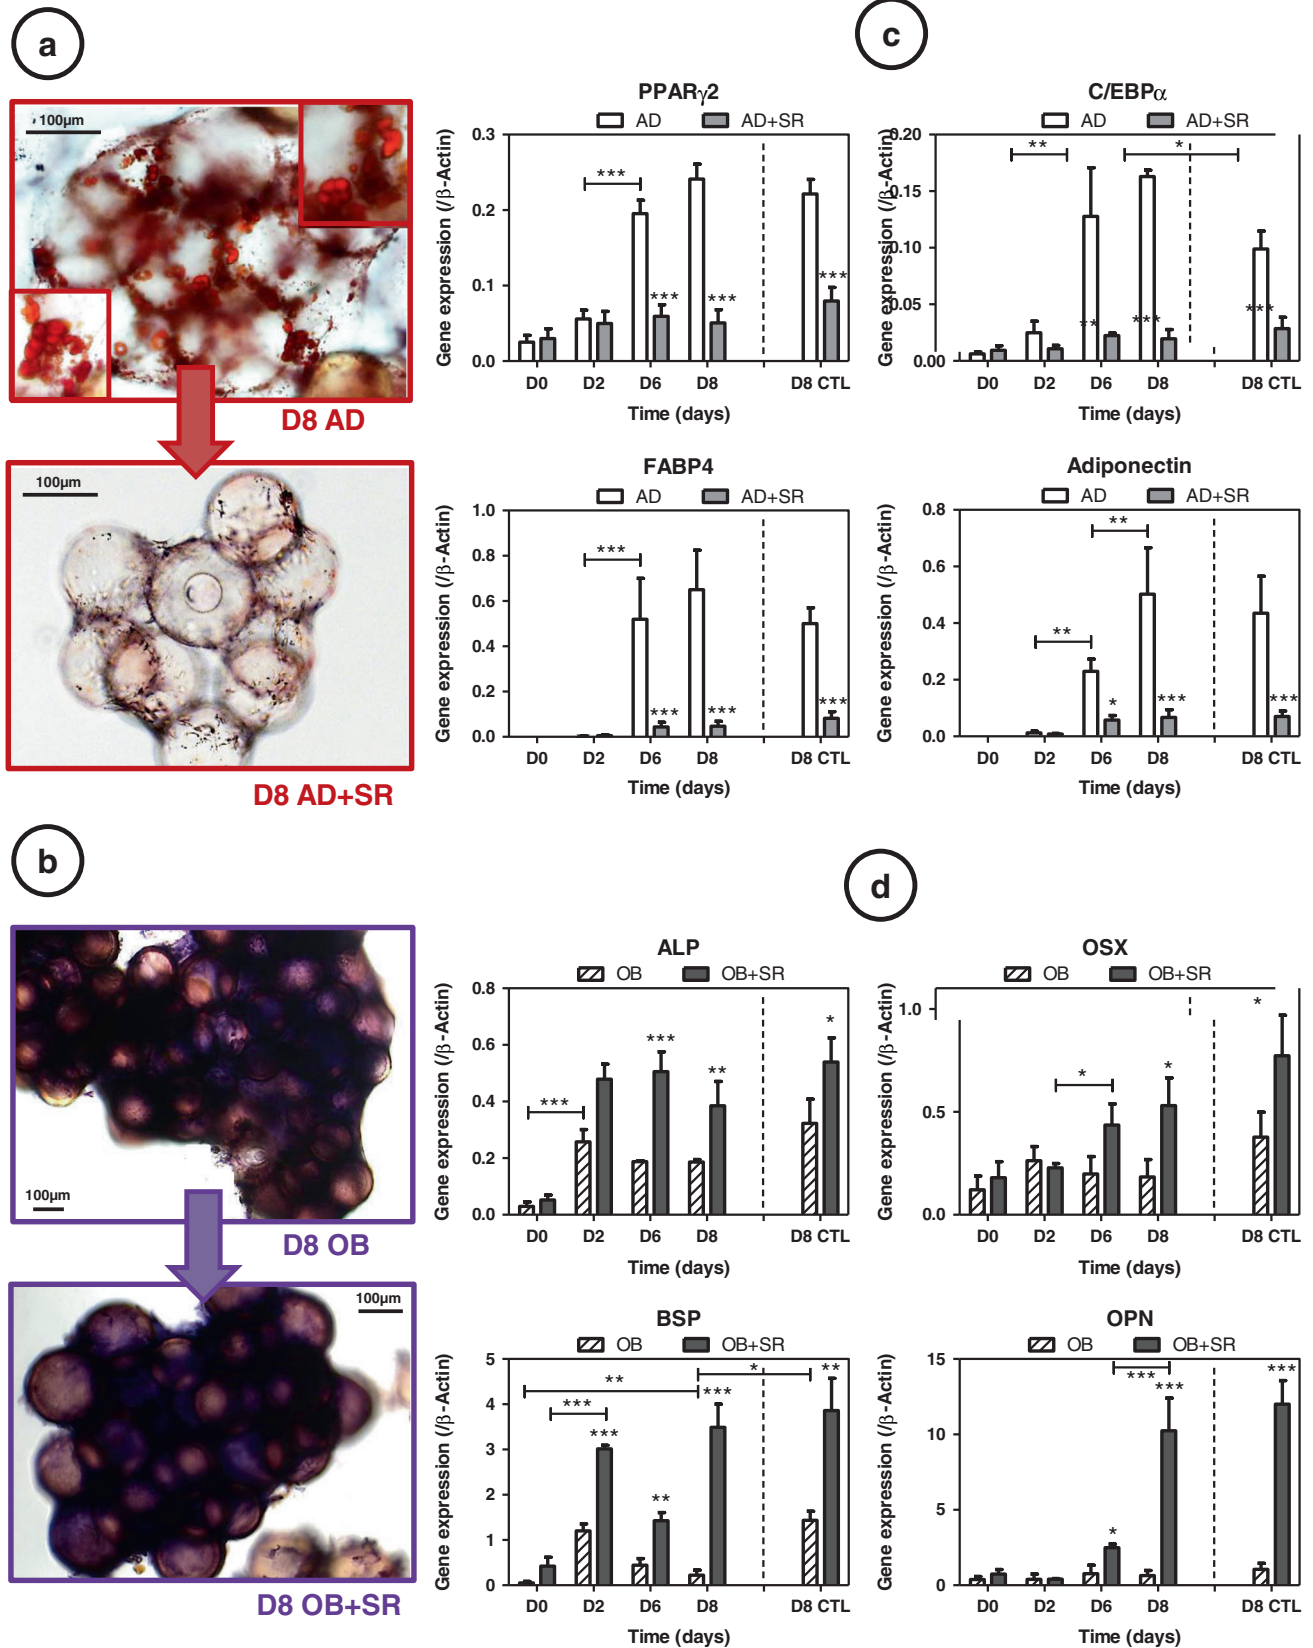 a
100µm
D8 AD
100µm
D8 AD+SR
PPARγ2
AD AD+SR
Gene expression (/β-Actin)
0.3
0.2
0.1
0.0
***
***
***
***
D0 D2 D6 D8 D8 CTL
Time (days)
c
C/EBPα
AD AD+SR
Gene expression (/β-Actin)
0.20
0.15
0.10
0.05
0.00
**
*
**
***
***
D0 D2 D6 D8 D8 CTL
Time (days)
FABP4
AD AD+SR
Gene expression (/β-Actin)
1.0
0.8
0.6
0.4
0.2
0.0
***
***
***
***
D0 D2 D6 D8 D8 CTL
Time (days)
Adiponectin
AD AD+SR
Gene expression (/β-Actin)
0.8
0.6
0.4
0.2
0.0
**
**
*
***
***
D0 D2 D6 D8 D8 CTL
Time (days)
b
100µm
D8 OB
100µm
D8 OB+SR
ALP
OB OB+SR
Gene expression (/β-Actin)
0.8
0.6
0.4
0.2
0.0
***
***
**
*
D0 D2 D6 D8 D8 CTL
Time (days)
d
OSX
OB OB+SR
Gene expression (/β-Actin)
1.0
0.5
0.0
*
*
*
D0 D2 D6 D8 D8 CTL
Time (days)
BSP
OB OB+SR
Gene expression (/β-Actin)
5
4
3
2
1
0
**
***
*
***
**
***
**
D0 D2 D6 D8 D8 CTL
Time (days)
OPN
OB OB+SR
Gene expression (/β-Actin)
15
10
5
0
***
*
***
***
D0 D2 D6 D8 D8 CTL
Time (days)